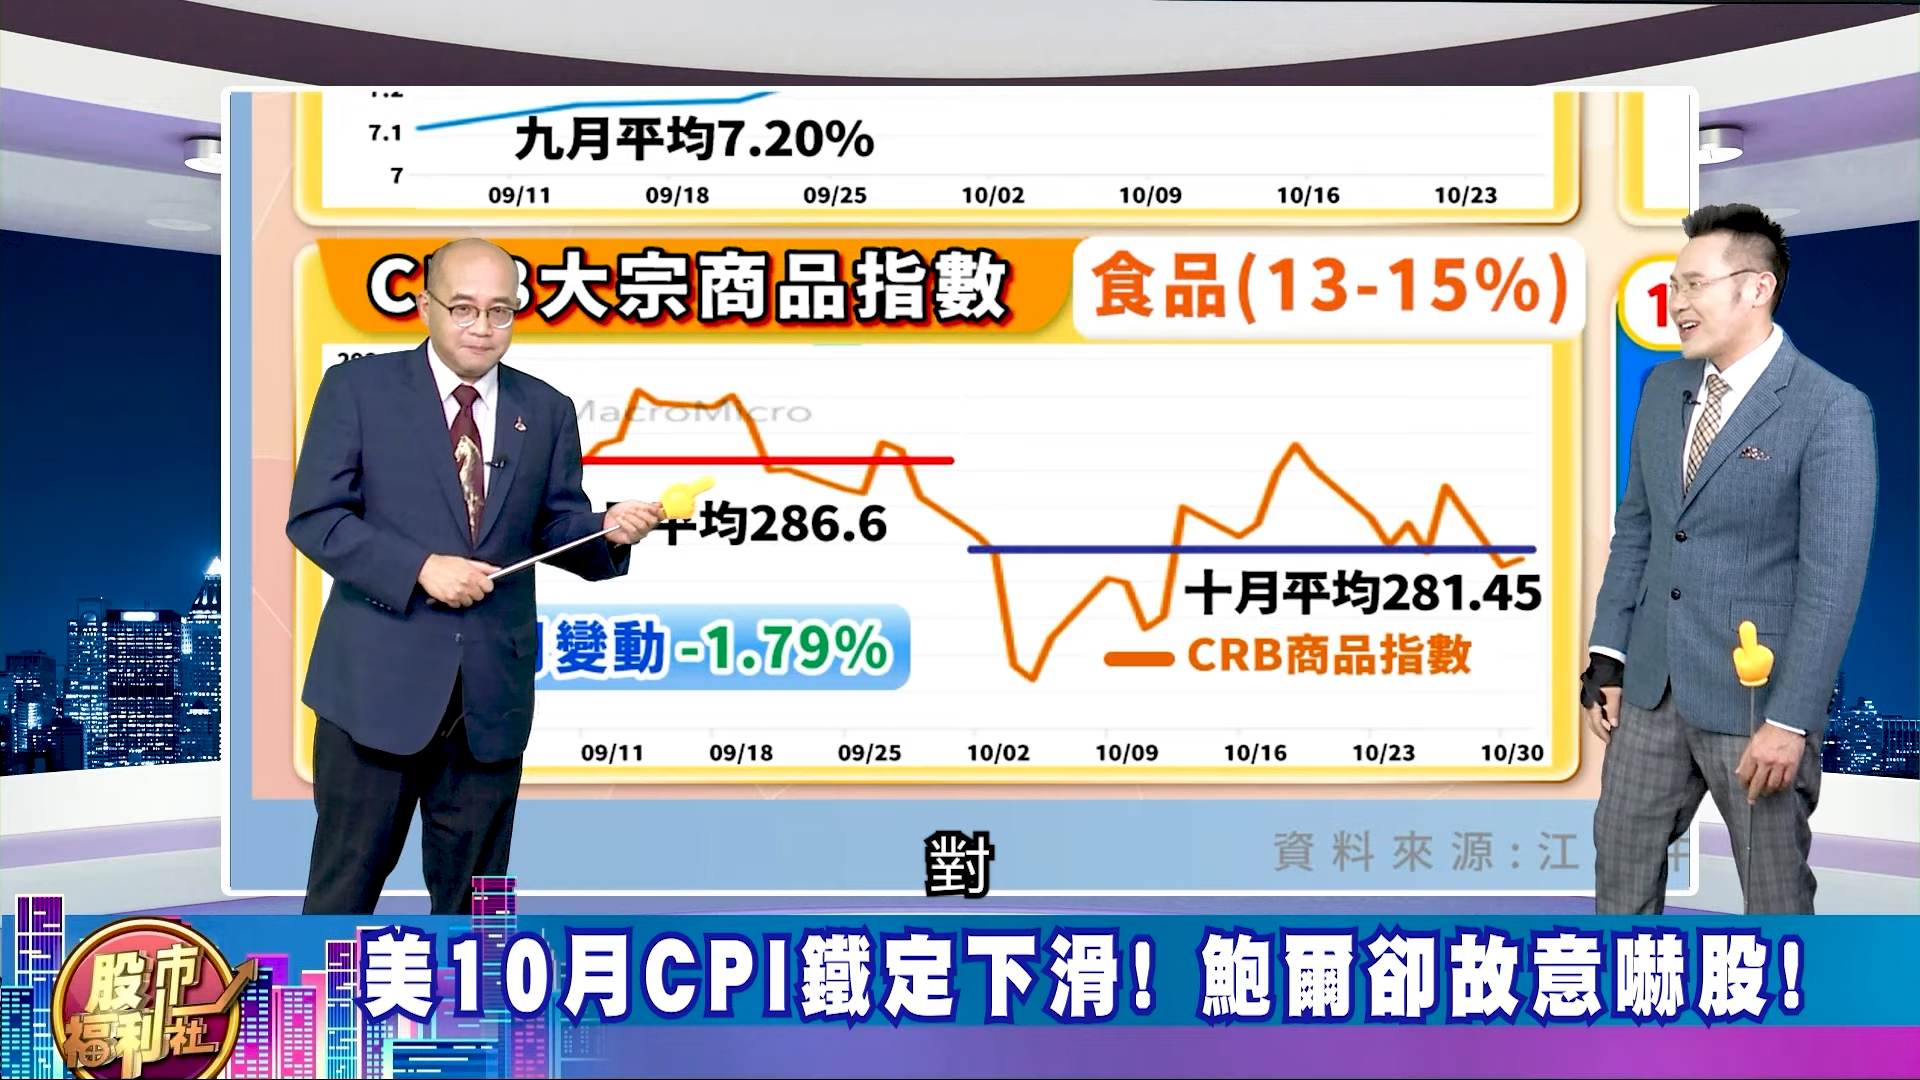 7.1
九月平均7.20%
7
09/11 09/18 09/25 10/02 10/09 10/16 10/23
CRB大宗商品指數
食品(13-15%)
MacroMicro
平均286.6
十月平均281.45
CRB商品指數
變動 -1.79%
09/11 09/18 09/25 10/02 10/09 10/16 10/23 10/30
資料來源:江
對
股市
福利社
美10月CPI鐵定下滑! 鮑爾卻故意嚇股!